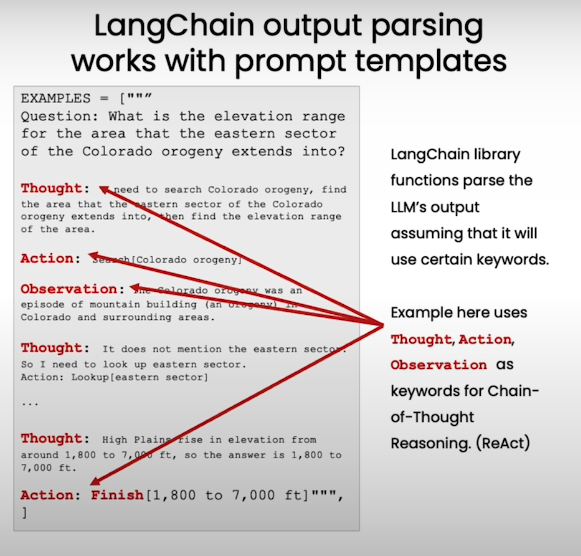 LangChain output parsing
works with prompt templates
EXAMPLES = ["""
Question: What is the elevation range
for the area that the eastern sector
of the Colorado orogeny extends into?
Thought: need to search Colorado orogeny, find
the area that the eastern sector of the Colorado
orogeny extends into, then find the elevation range
of the area.
Action: Search[Colorado orogeny]
Observation: The Colorado orogeny was an
episode of mountain building (an orogeny) in
Colorado and surrounding areas.
Thought: It does not mention the eastern sector.
So I need to look up eastern sector.
Action: Lookup[eastern sector]
...
Thought: High Plains rise in elevation from
around 1,800 to 7,000 ft, so the answer is 1,800 to
7,000 ft.
Action: Finish[1,800 to 7,000 ft]""",
]
LangChain library
functions parse the
LLM's output
assuming that it will
use certain keywords.
Example here uses
Thought, Action,
Observation as
keywords for Chain-
of-Thought
Reasoning. (ReAct)